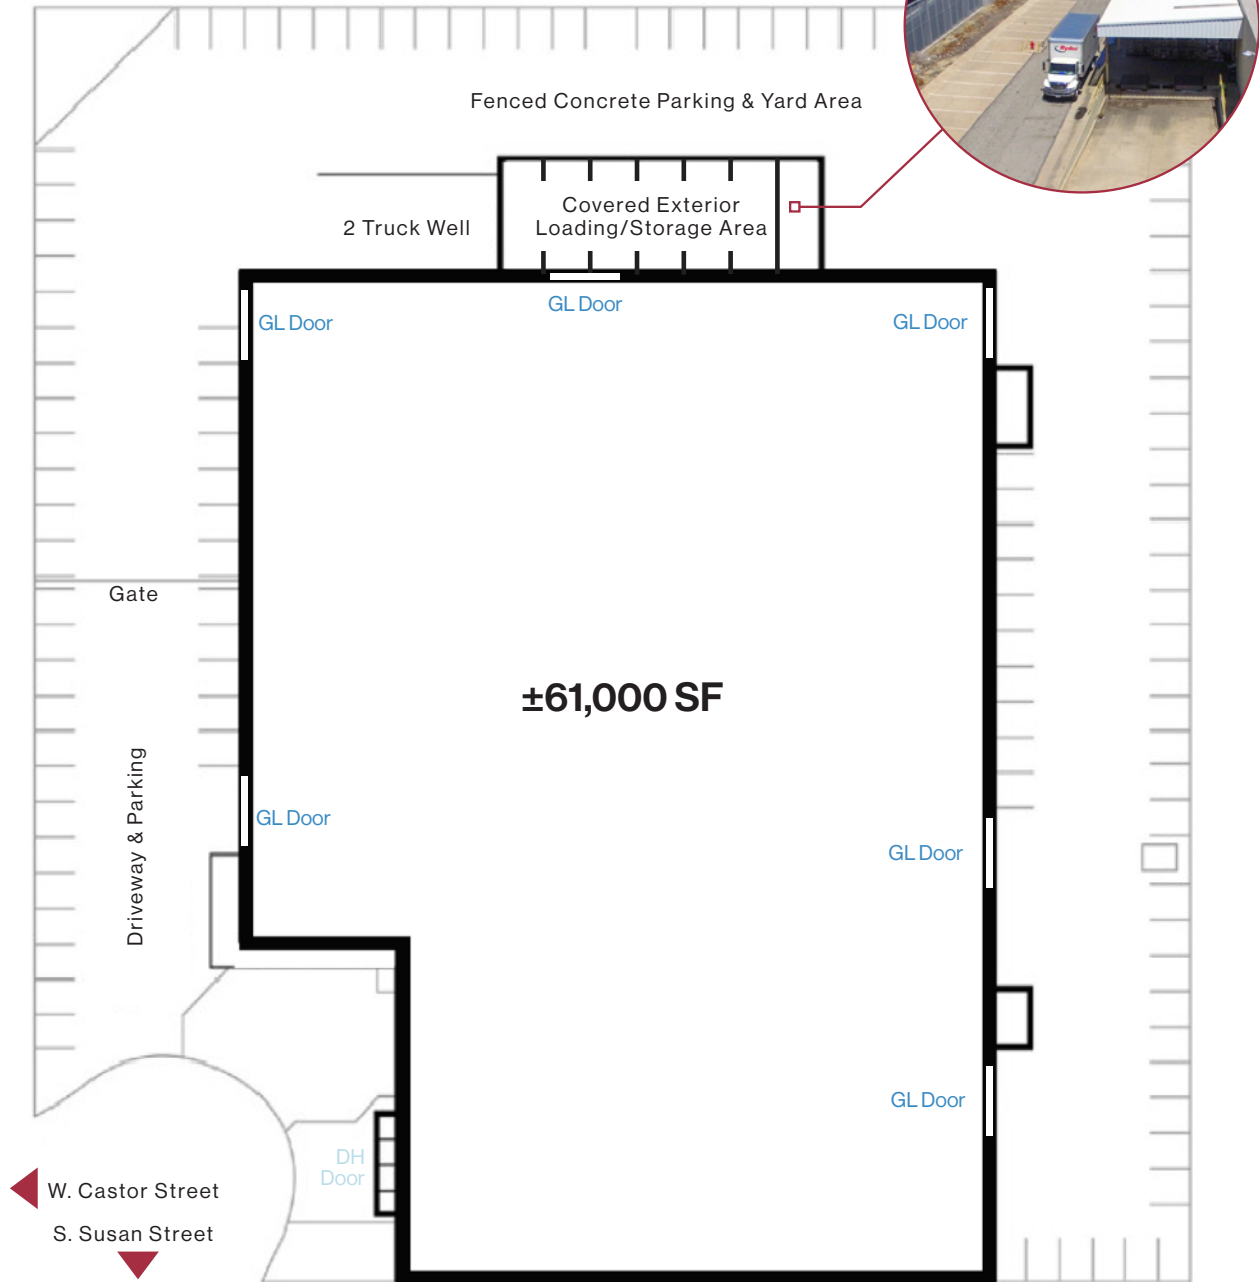 Ryder
Fenced Concrete Parking & Yard Area
Covered Exterior
Loading/Storage Area
2 Truck Well
GL Door
GL Door
GL Door
Gate
±61,000 SF
Driveway & Parking
GL Door
GL Door
GL Door
DH
Door
W. Castor Street
S. Susan Street